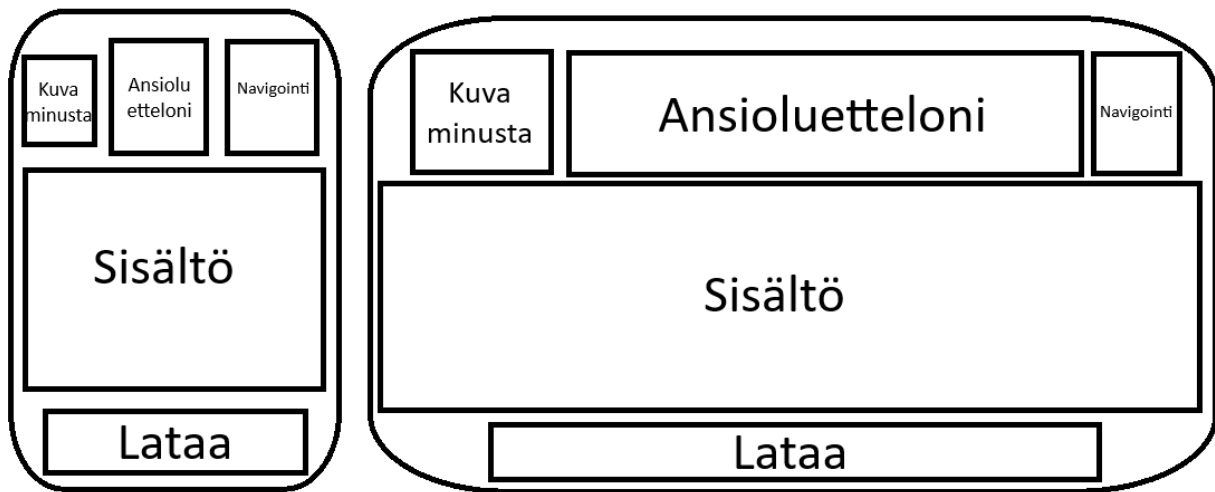 Kuva
minusta
Ansiolu
etteloni
Navigointi
Sisältö
Lataa
Kuva
minusta
Ansioluetteloni
Navigointi
Sisältö
Lataa